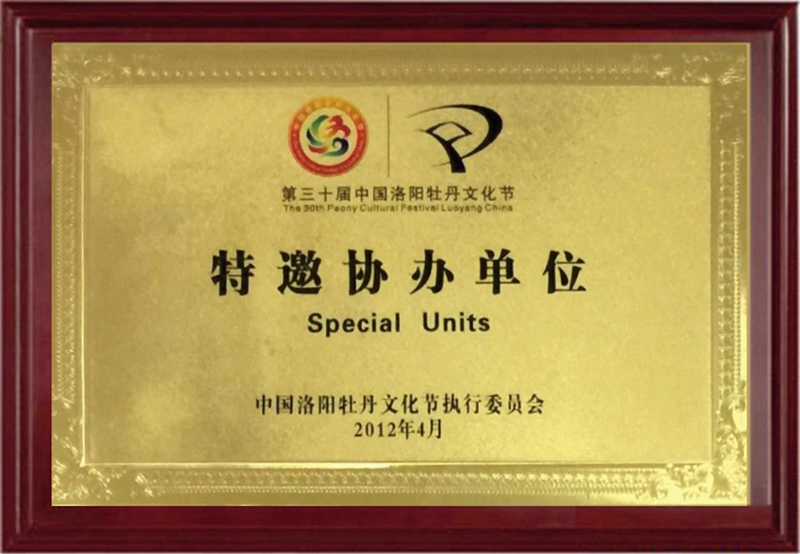 第三十届中国洛阳牡丹文化节
The 30th Peony Cultural Festival Luoyang China
特邀协办单位
Special Units
中国洛阳牡丹文化节执行委员会
2012年4月